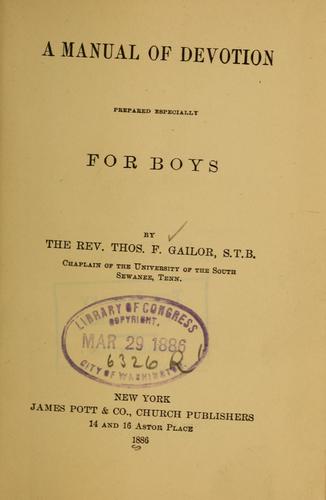 A MANUAL OF DEVOTION
PREPARED ESPECIALLY
FOR BOYS
BY
THE REV. THOS. F. GAILOR, S.T.B.
CHAPLAIN OF THE UNIVERSITY OF THE SOUTH
SEWANEE, TENN.
LIBRARY OF CONGRESS
COPYRIGHT.
MAR 29 1886
6326 R
CITY OF WASHINGTON.
NEW YORK
JAMES POTT & CO., CHURCH PUBLISHERS
14 AND 16 ASTOR PLACE
1886